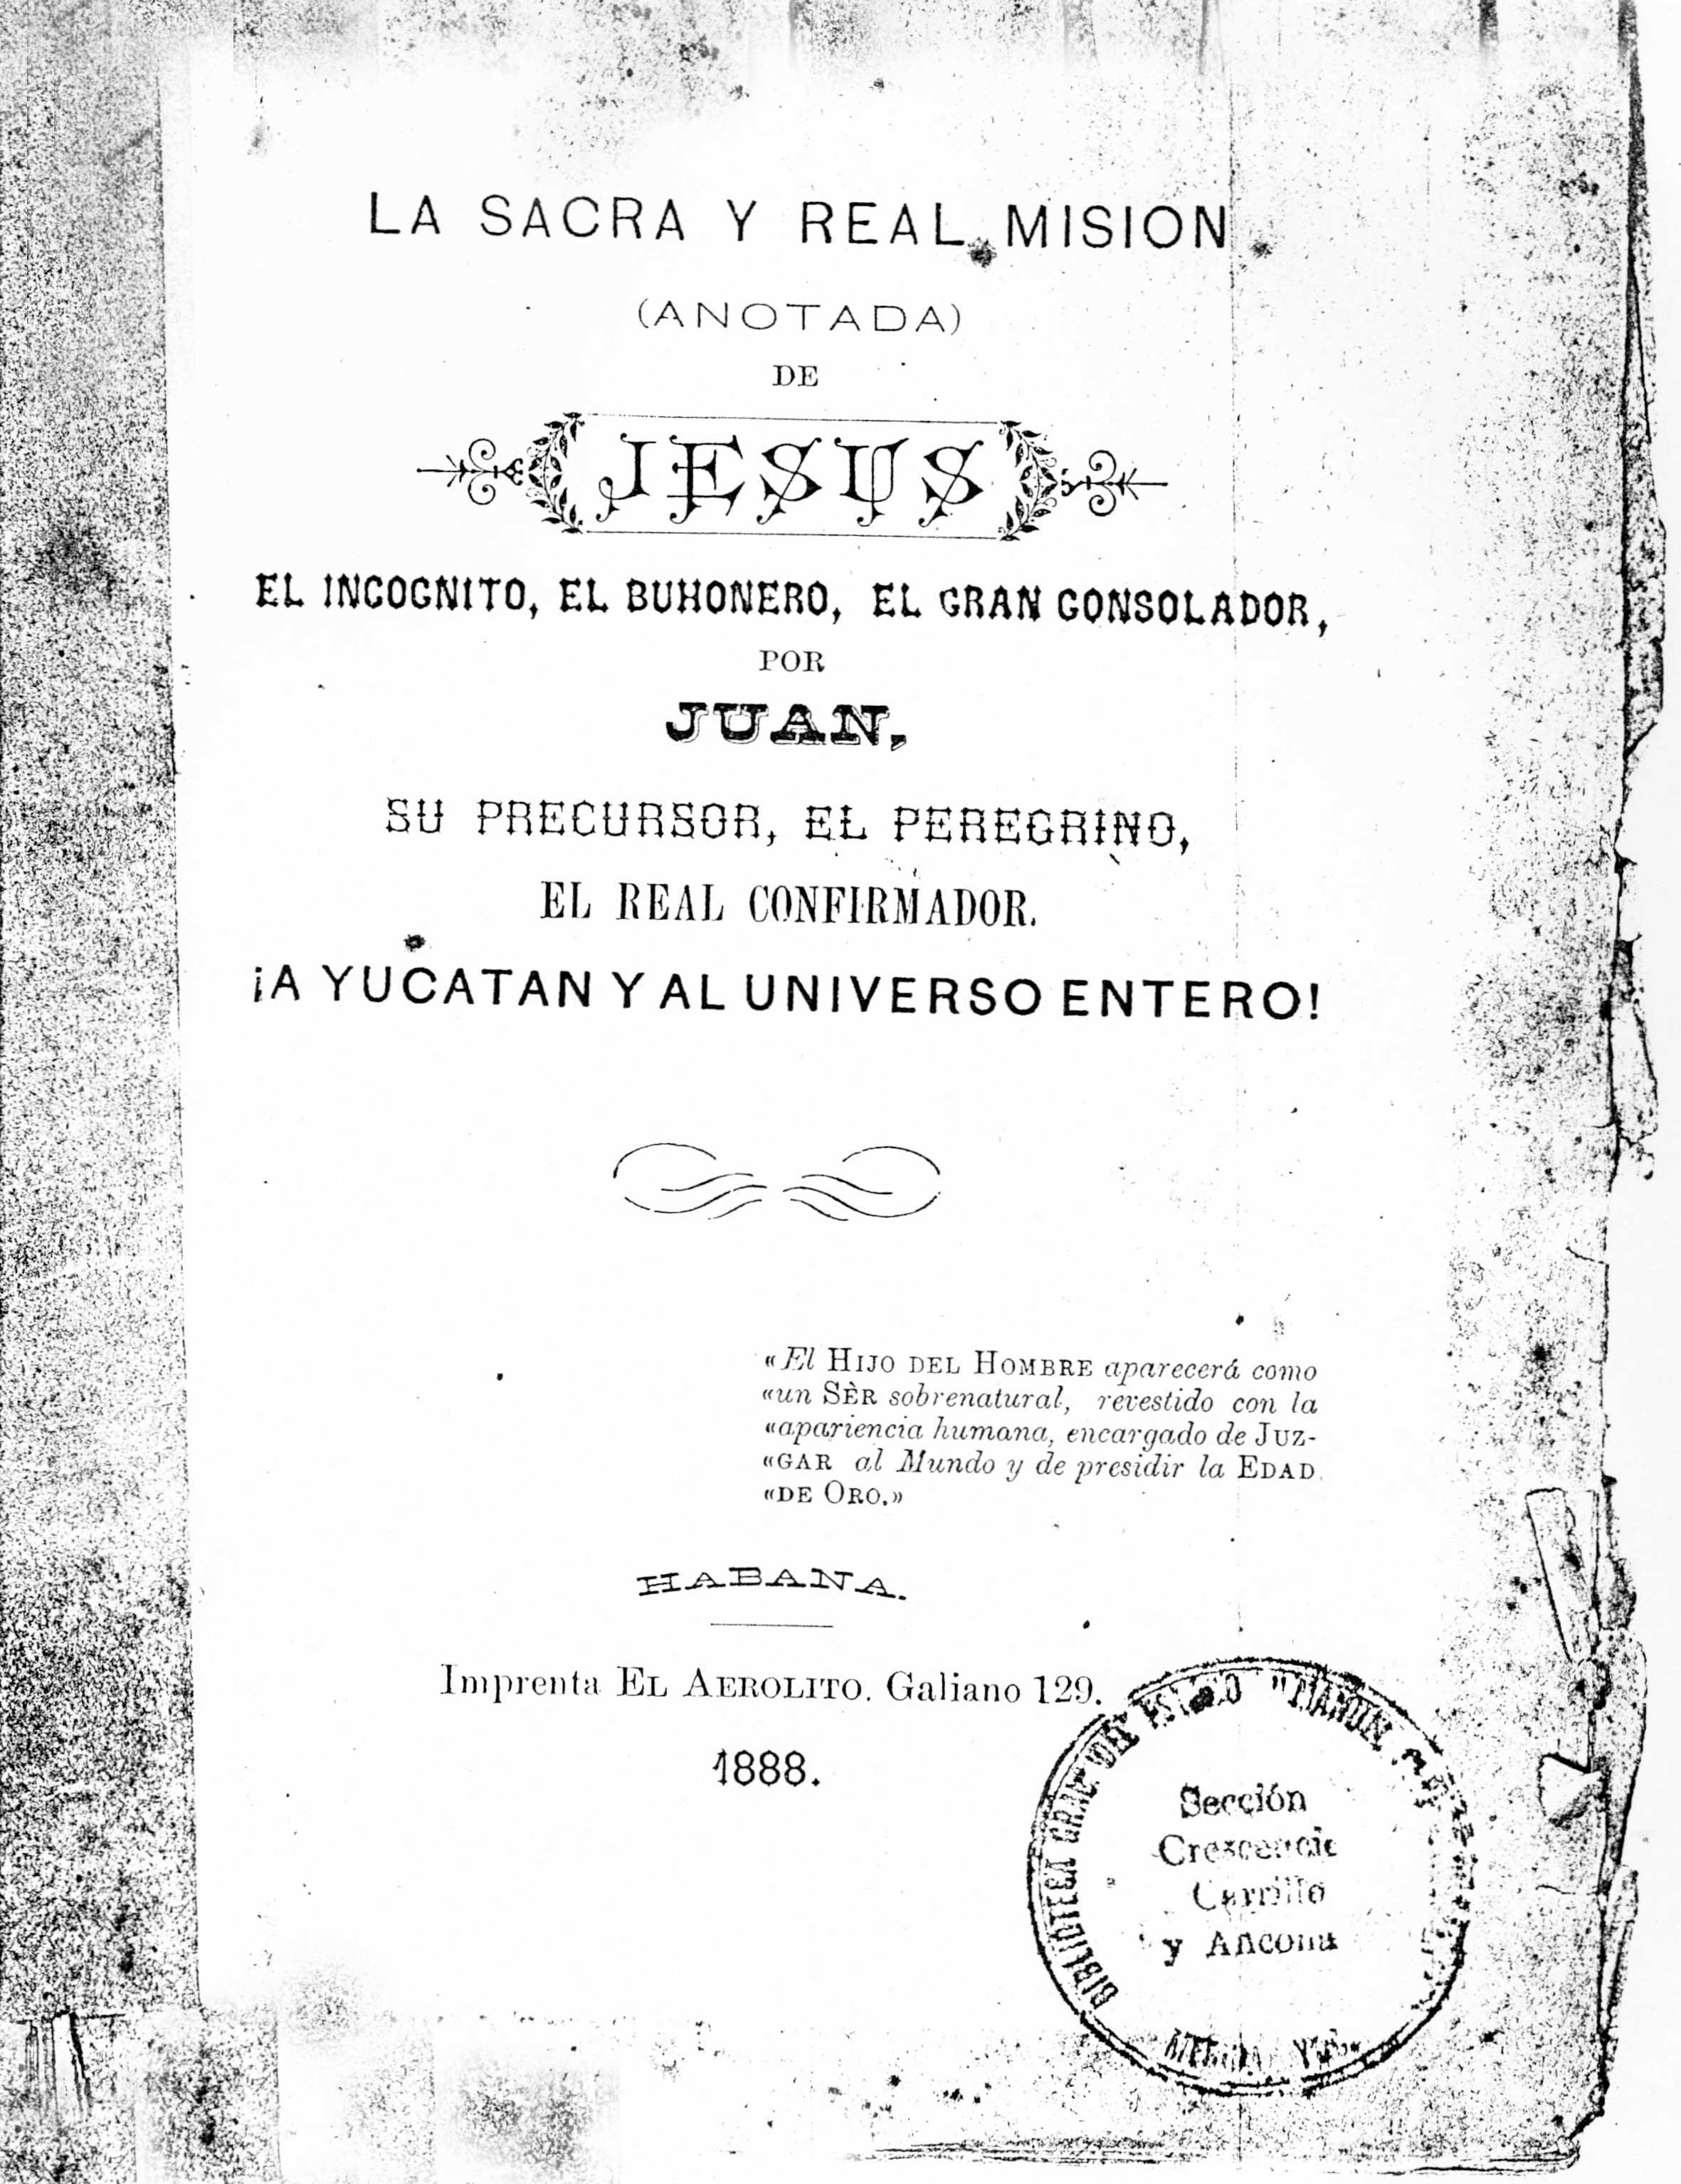 LA SACRA Y REAL MISION
(ANOTADA)
DE
JESUS
EL INCOGNITO, EL BUHONERO, EL GRAN CONSOLADOR,
POR
JUAN,
SU PRECURSOR, EL PEREGRINO,
EL REAL CONFIRMADOR.
¡A YUCATAN Y AL UNIVERSO ENTERO!
«El HIJO DEL HOMBRE aparecerá como
«un SÈR sobrenatural, revestido con la
«apariencia humana, encargado de JUZ-
«GAR al Mundo y de presidir la EDAD
«DE ORO.»
HABANA.
Imprenta EL AEROLITO. Galiano 129.
1888.
BIBLIOTECA
Sección
Crescencio
Carrillo
y Ancona